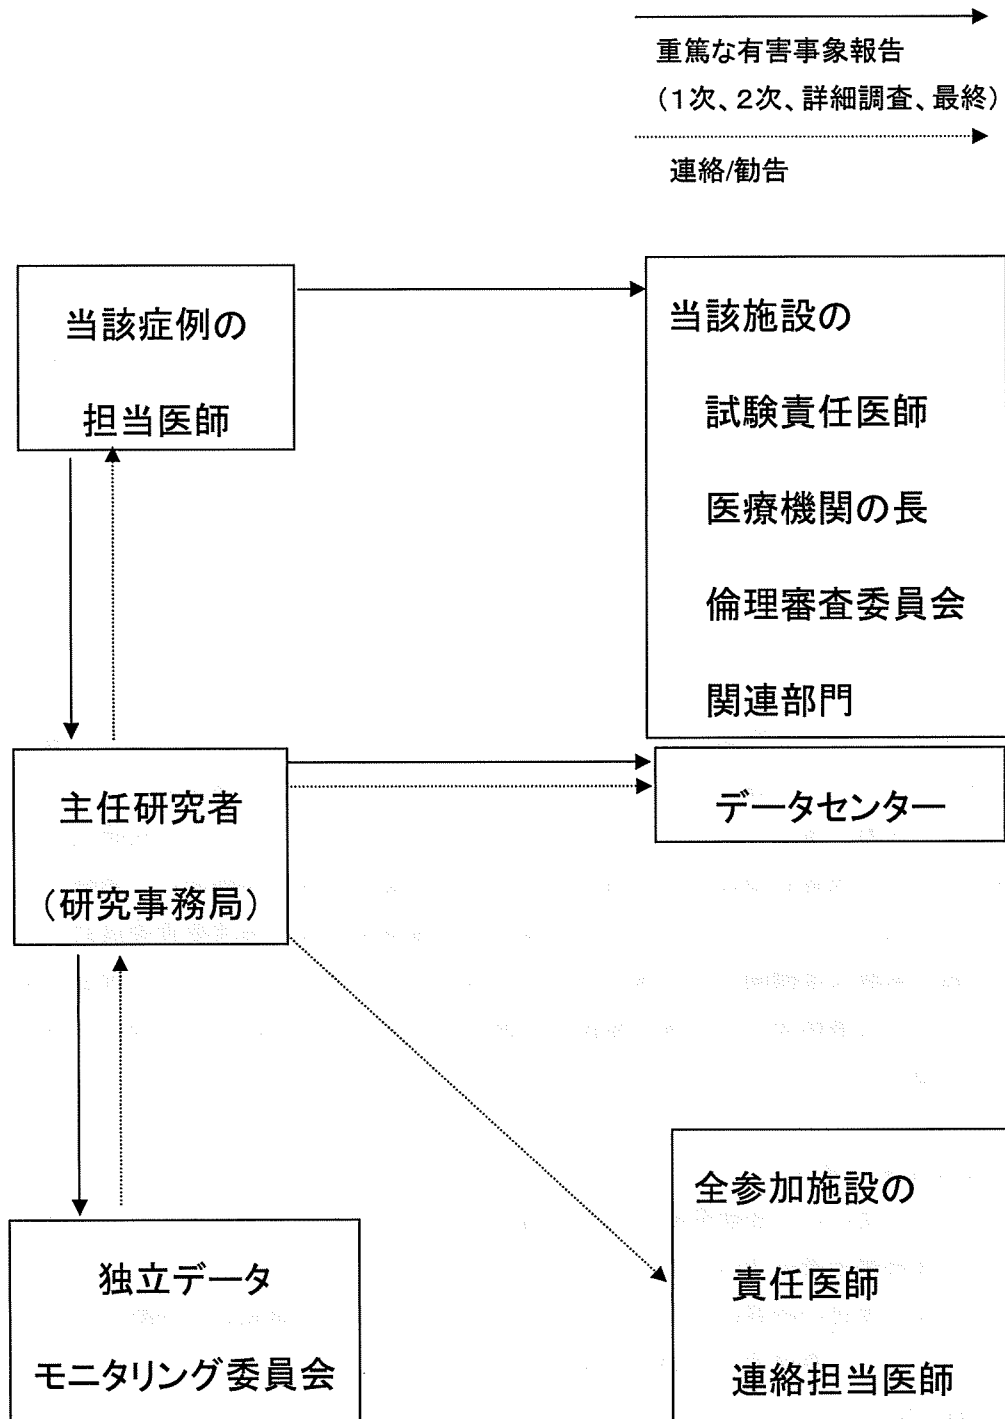 重篤な有害事象報告
(１次、２次、詳細調査、最終)
連絡/勧告
当該症例の
担当医師
当該施設の
試験責任医師
医療機関の長
倫理審査委員会
関連部門
主任研究者
(研究事務局)
データセンター
全参加施設の
責任医師
連絡担当医師
独立データ
モニタリング委員会